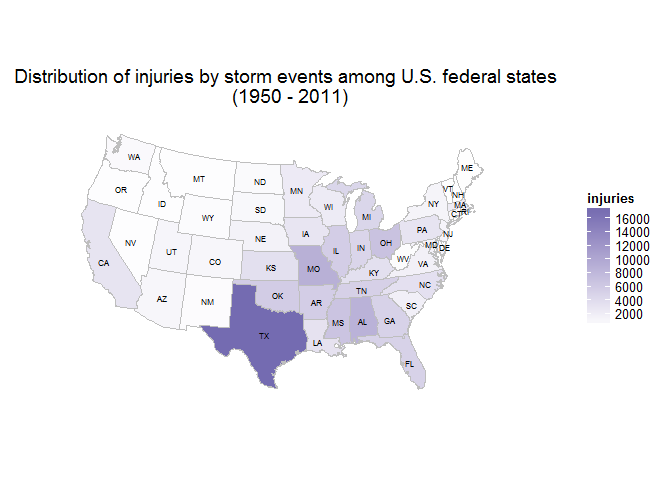 Distribution of injuries by storm events among U.S. federal states
(1950 - 2011)
WA
MT
ND
MN
ME
OR
ID
WY
SD
WI
MI
VT
NH
NY
MA
CT
RI
NV
UT
CO
NE
IA
IL
IN
OH
PA
NJ
MD
DE
WV
VA
CA
AZ
NM
KS
MO
KY
OK
AR
TN
NC
SC
TX
LA
MS
AL
GA
FL
injuries
16000
14000
12000
10000
8000
6000
4000
2000